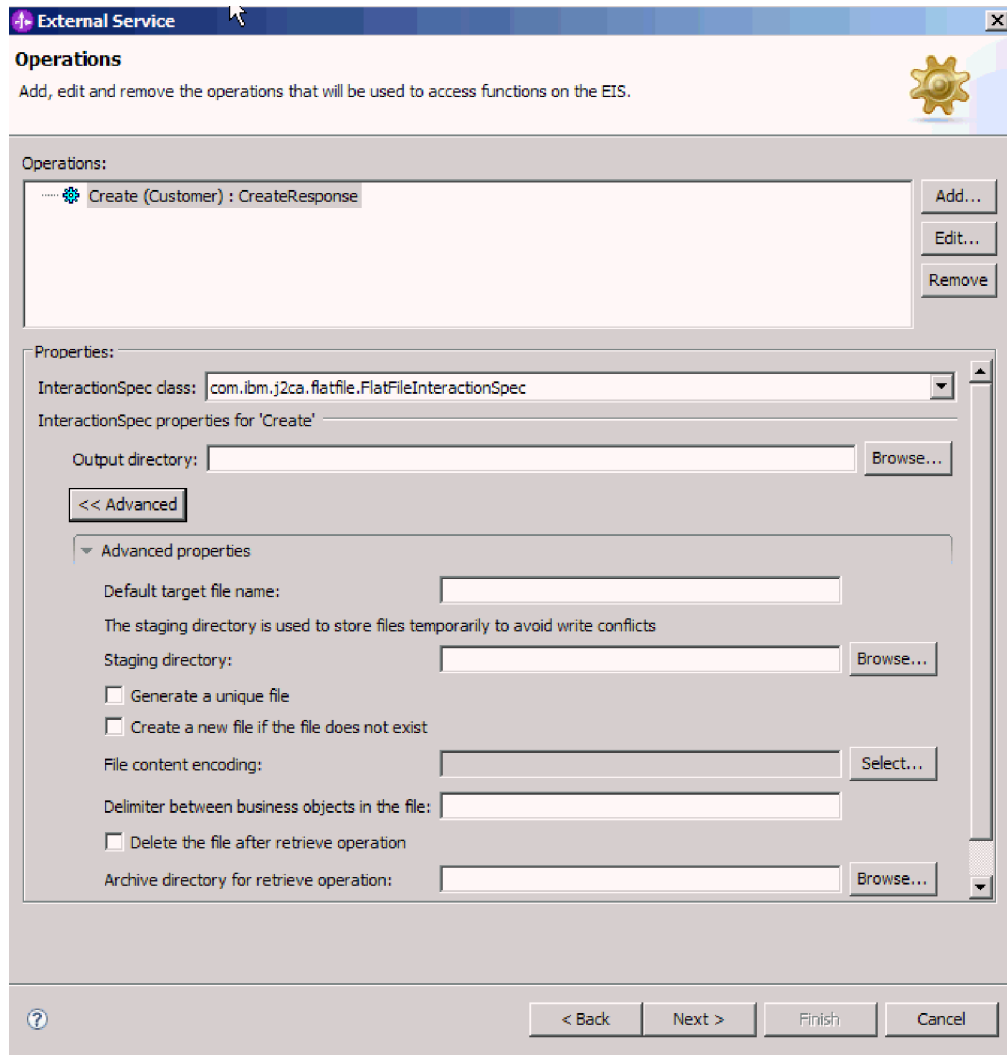 External Service
Operations
Add, edit and remove the operations that will be used to access functions on the EIS.
Operations:
Create (Customer) : CreateResponse
Add...
Edit...
Remove
Properties:
InteractionSpec class: com.ibm.j2ca.flatfile.FlatFileInteractionSpec
InteractionSpec properties for 'Create'
Output directory: Browse...
<< Advanced
Advanced properties
Default target file name:
The staging directory is used to store files temporarily to avoid write conflicts
Staging directory: Browse...
Generate a unique file
Create a new file if the file does not exist
File content encoding: Select...
Delimiter between business objects in the file:
Delete the file after retrieve operation
Archive directory for retrieve operation: Browse...
? < Back Next > Finish Cancel